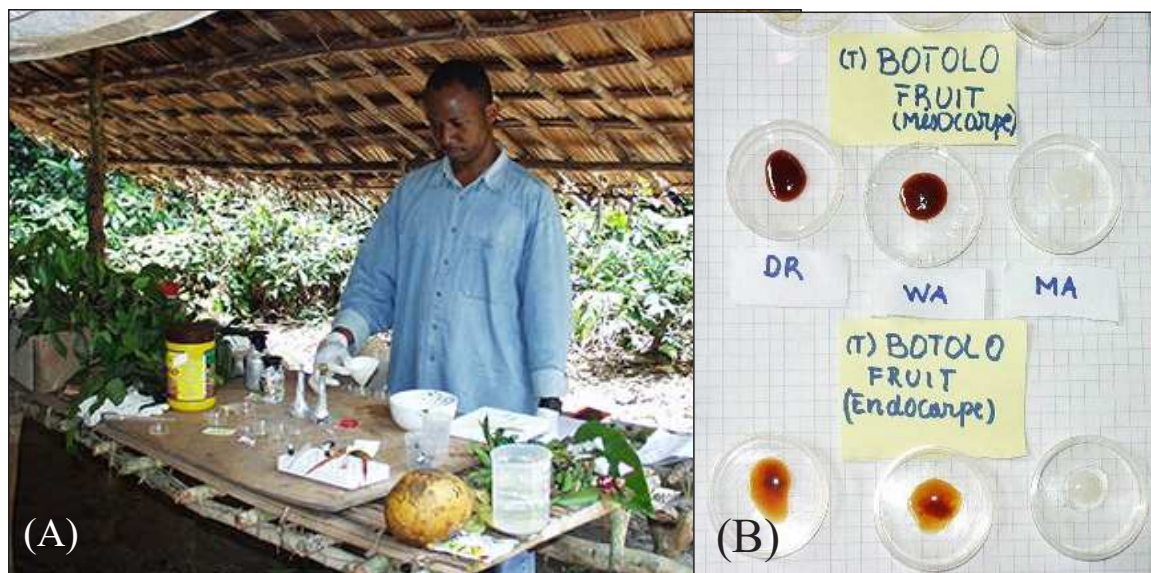 (A)
(T) BOTOLO
FRUIT
(Mésocarpe)
DR
WA
MA
(T) BOTOLO
FRUIT
(Endocarpe)
(B)